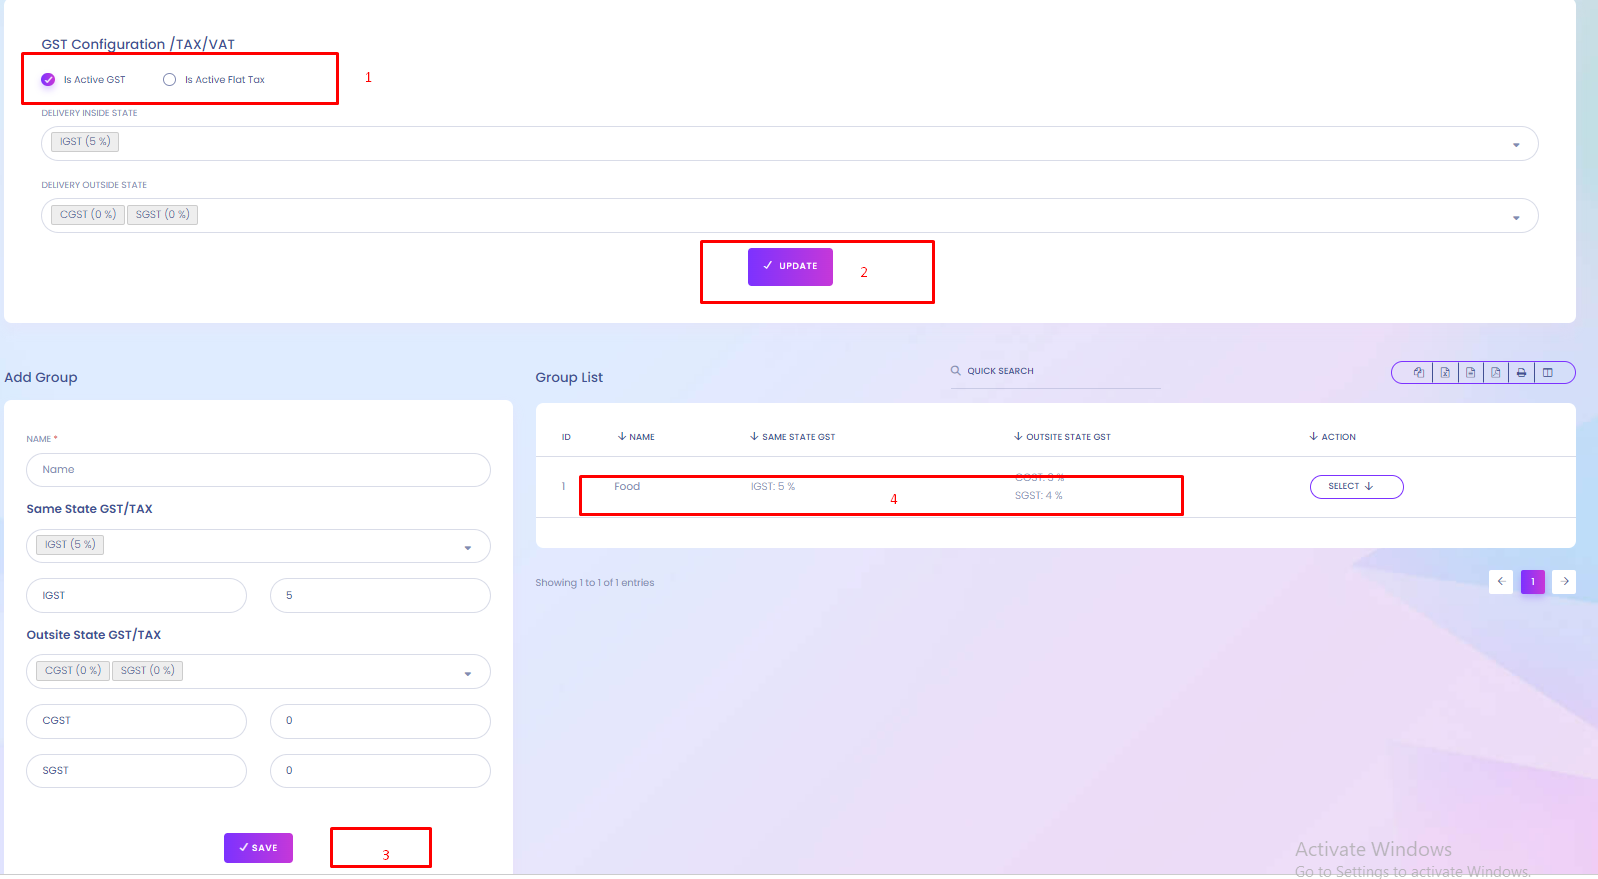 GST Configuration /TAX/VAT
Is Active GST
Is Active Flat Tax
1
DELIVERY INSIDE STATE
IGST (5 %)
DELIVERY OUTSIDE STATE
CGST (0 %) SGST (0 %)
UPDATE
2
Add Group
NAME *
Name
Same State GST/TAX
IGST (5 %)
IGST
5
Outsite State GST/TAX
CGST (0 %) SGST (0 %)
CGST
0
SGST
0
SAVE
3
Group List
QUICK SEARCH
ID NAME SAME STATE GST OUTSITE STATE GST ACTION
1 Food IGST: 5 %
SGST: 4 %
4
SELECT
Showing 1 to 1 of 1 entries
1
Activate Windows
Go to Settings to activate Windows.